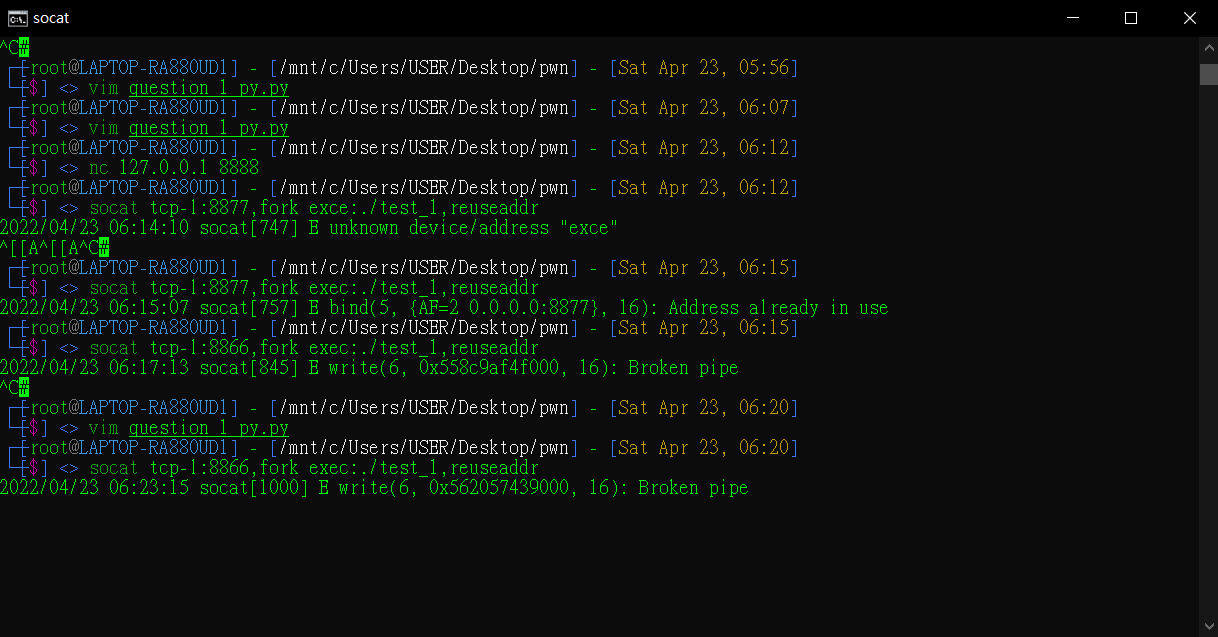 socat
^C#
┌─[root@LAPTOP-RA880UD1] - [/mnt/c/Users/USER/Desktop/pwn] - [Sat Apr 23, 05:56]
└─[$] <> vim question_1_py.py
┌─[root@LAPTOP-RA880UD1] - [/mnt/c/Users/USER/Desktop/pwn] - [Sat Apr 23, 06:07]
└─[$] <> vim question_1_py.py
┌─[root@LAPTOP-RA880UD1] - [/mnt/c/Users/USER/Desktop/pwn] - [Sat Apr 23, 06:12]
└─[$] <> nc 127.0.0.1 8888
┌─[root@LAPTOP-RA880UD1] - [/mnt/c/Users/USER/Desktop/pwn] - [Sat Apr 23, 06:12]
└─[$] <> socat tcp-l:8877,fork exce:./test_1,reuseaddr
2022/04/23 06:14:10 socat[747] E unknown device/address "exce"
^[[A^[[A^C#
┌─[root@LAPTOP-RA880UD1] - [/mnt/c/Users/USER/Desktop/pwn] - [Sat Apr 23, 06:15]
└─[$] <> socat tcp-l:8877,fork exec:./test_1,reuseaddr
2022/04/23 06:15:07 socat[757] E bind(5, {AF=2 0.0.0.0:8877}, 16): Address already in use
┌─[root@LAPTOP-RA880UD1] - [/mnt/c/Users/USER/Desktop/pwn] - [Sat Apr 23, 06:15]
└─[$] <> socat tcp-l:8866,fork exec:./test_1,reuseaddr
2022/04/23 06:17:13 socat[845] E write(6, 0x558c9af4f000, 16): Broken pipe
^C#
┌─[root@LAPTOP-RA880UD1] - [/mnt/c/Users/USER/Desktop/pwn] - [Sat Apr 23, 06:20]
└─[$] <> vim question_1_py.py
┌─[root@LAPTOP-RA880UD1] - [/mnt/c/Users/USER/Desktop/pwn] - [Sat Apr 23, 06:20]
└─[$] <> socat tcp-l:8866,fork exec:./test_1,reuseaddr
2022/04/23 06:23:15 socat[1000] E write(6, 0x562057439000, 16): Broken pipe